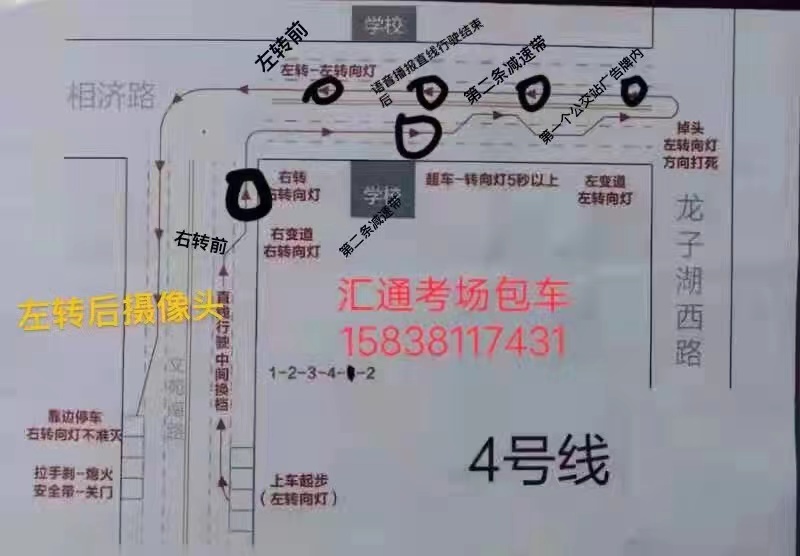 学校
左转前
左转-左转向灯
语音播报直线行驶结束
后
第二条减速带
第一个公交站广告牌内
相济路
掉头
左转向灯
方向打死
右转
右转向灯
学校
超车-转向灯5秒以上
左变道
左转向灯
右转前
右变道
右转向灯
第二条减速带
龙子湖西路
左转后摄像头
直线行驶中间换档
汇通考场包车
15838117431
1-2-3-4-
-2
靠边停车
右转向灯不准灭
拉手刹-熄火
安全带-关门
上车起步
(左转向灯)
4号线